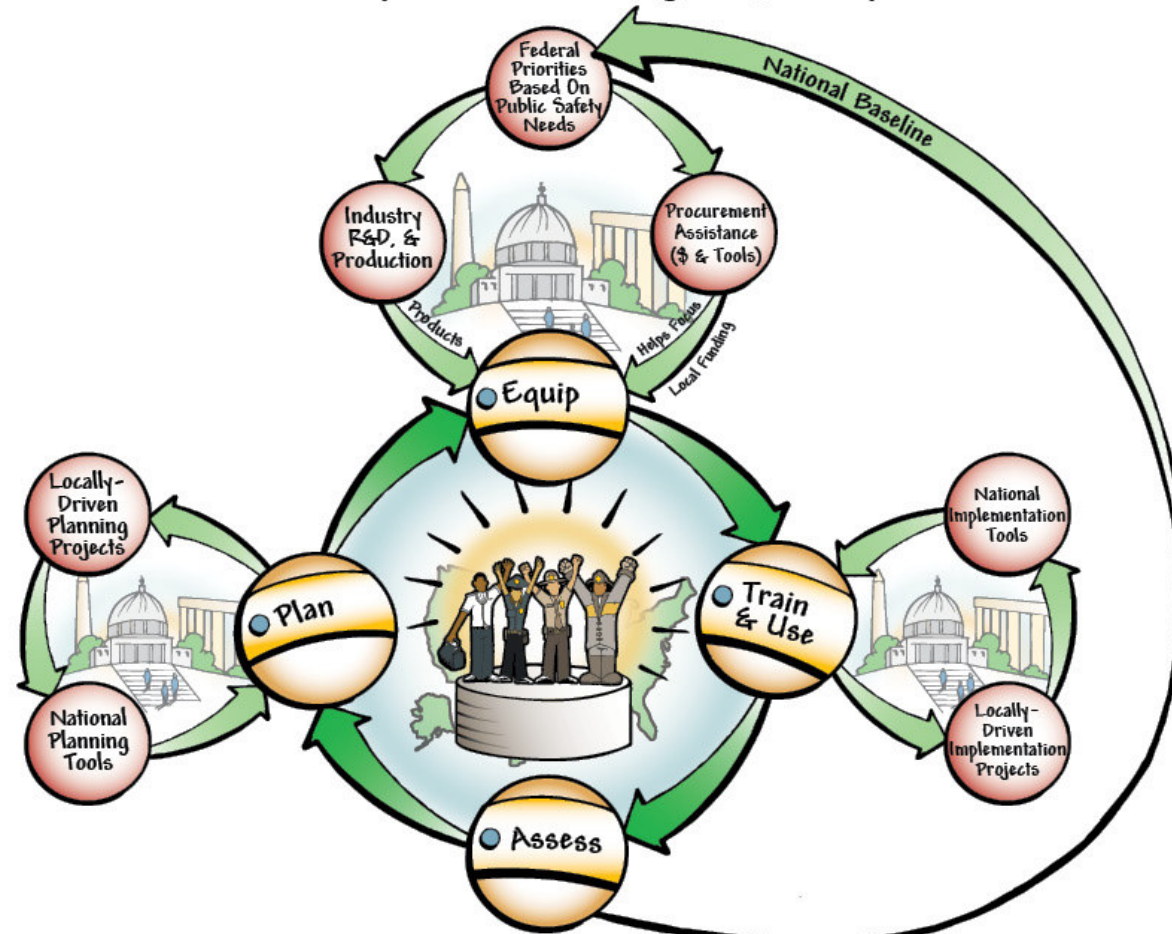 Federal
Priorities
Based On
Public Safety
Needs
National Baseline
Industry
R&D, &
Production
Procurement
Assistance
($ & Tools)
Products
Helps Focus
Local Funding
Equip
Locally-
Driven
Planning
Projects
National
Implementation
Tools
Plan
Train
& Use
National
Planning
Tools
Locally-
Driven
Implementation
Projects
Assess